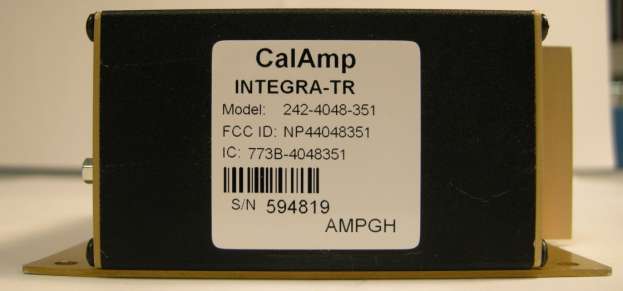 CalAmp
INTEGRA-TR
Model: 242-4048-351
FCC ID: NP44048351
IC: 773B-4048351
S/N 594819
AMPGH